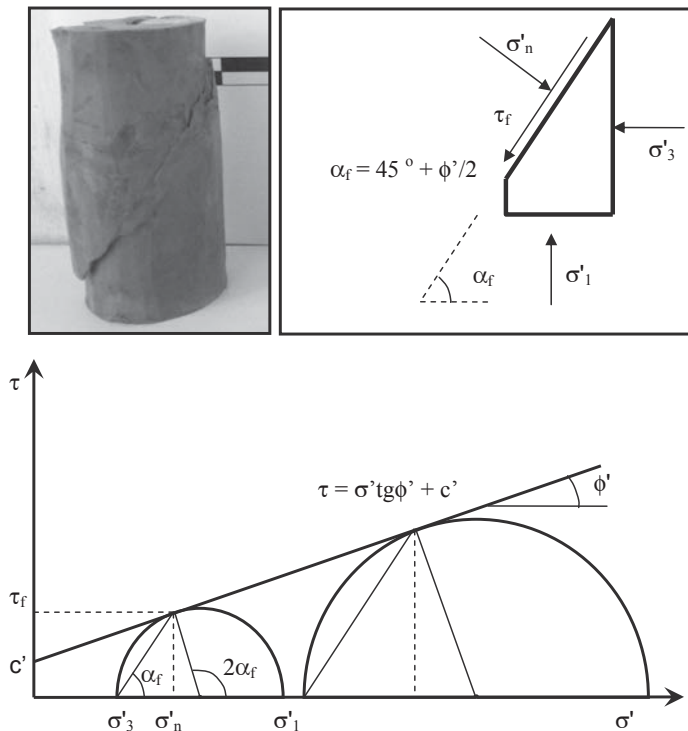 σ'n
τf
σ'3
αf = 45 o + ϕ'/2
αf
σ'1
τ
τ = σ'tgϕ' + c'
ϕ'
τf
c'
αf
2αf
σ'3
σ'n
σ'1
σ'